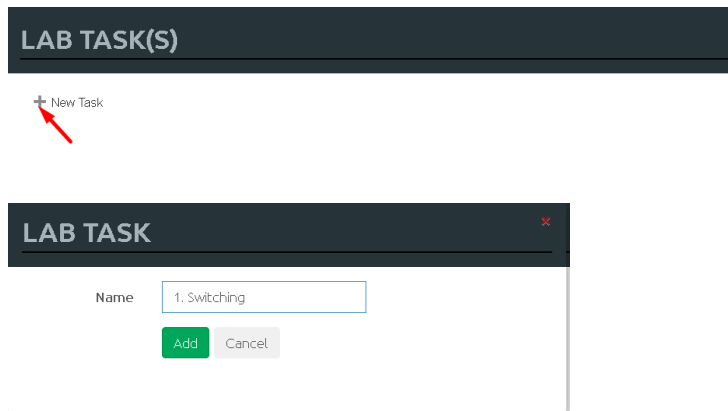 LAB TASK(S)
New Task
LAB TASK
Name 1. Switching
Add Cancel